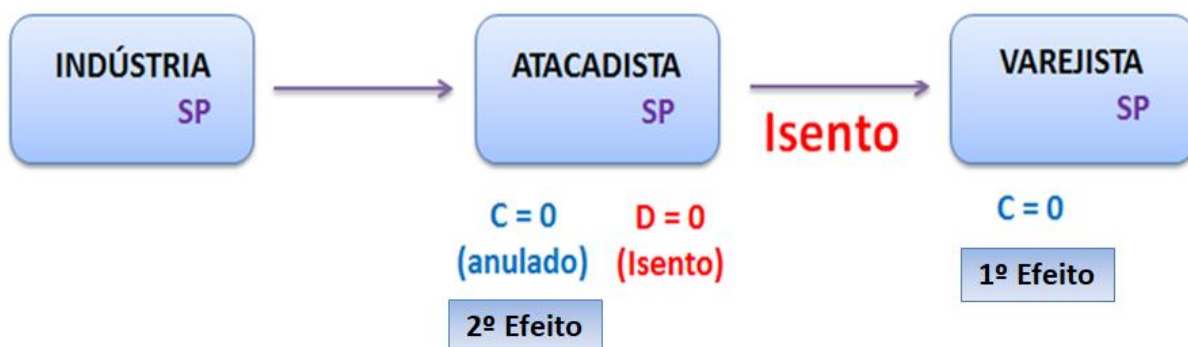 INDÚSTRIA
SP
ATACADISTA
SP
Isento
VAREJISTA
SP
C = 0
(anulado)
D = 0
(Isento)
2º Efeito
C = 0
1º Efeito